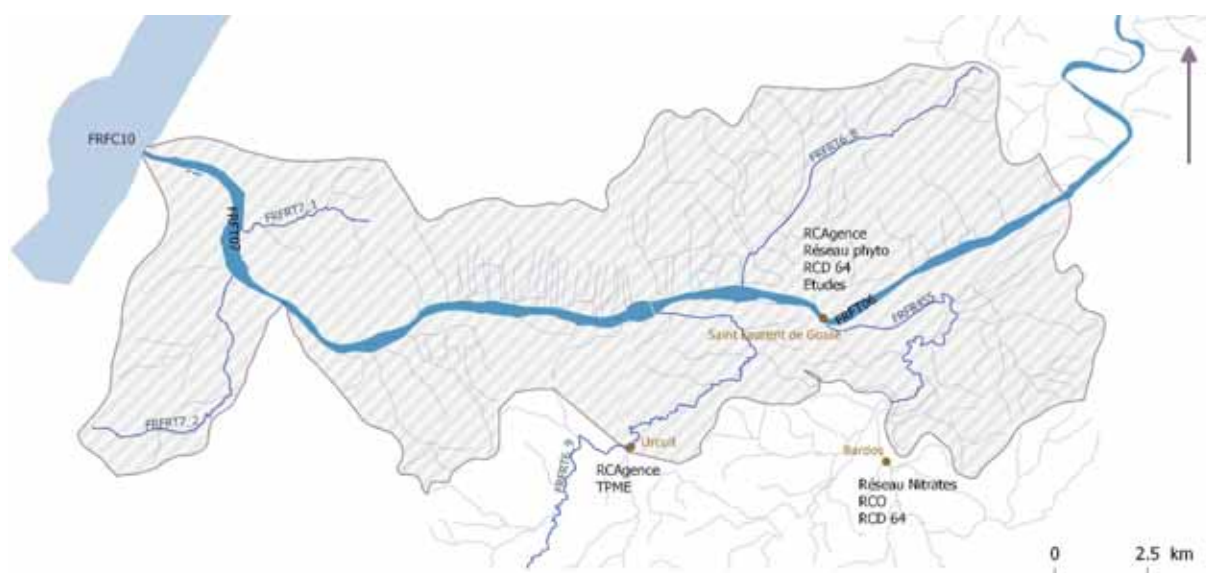 FRFC10
FRFT07
FRFRT7_1
FRFRT7_2
FRFRT6_8
RCAgence
Réseau phyto
RCD 64
Etudes
FRFT06
Saint Laurent de Gosse
Urcuit
FRFRT6_9
RCAgence
TPME
Bardos
Réseau Nitrates
RCO
RCD 64
0 2.5 km